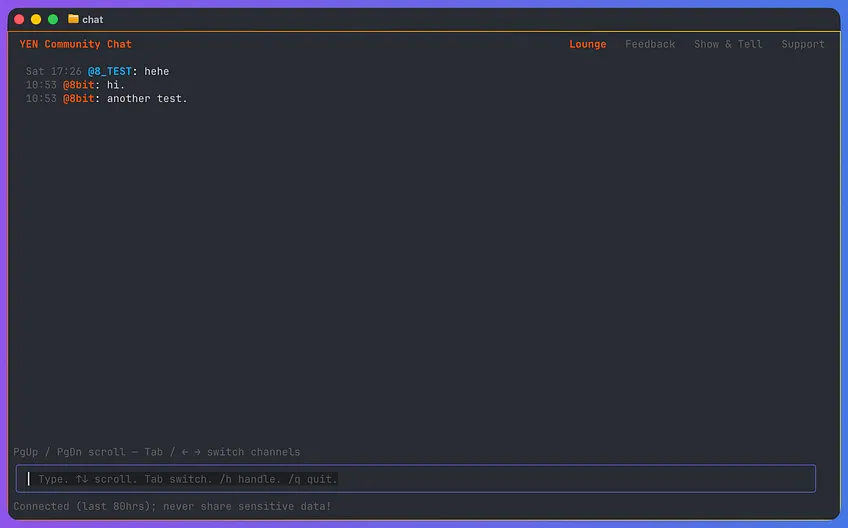 chat
YEN Community Chat Lounge Feedback Show & Tell Support
Sat 17:26 @8_TEST: hehe
10:53 @8bit: hi.
10:53 @8bit: another test.
PgUp / PgDn scroll — Tab / ← → switch channels
Type. ↑↓ scroll. Tab switch. /h handle. /q quit.
Connected (last 80hrs); never share sensitive data!